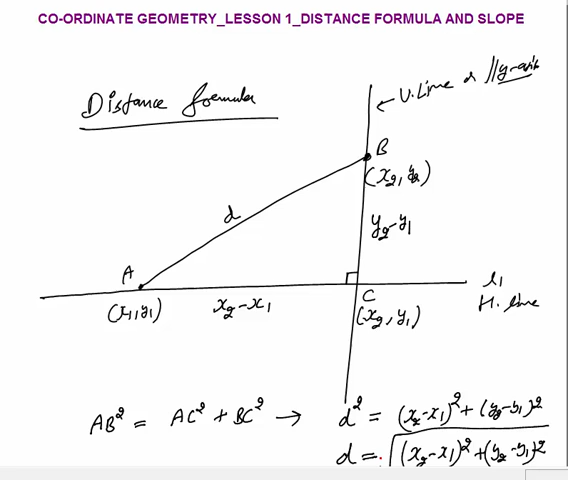 CO-ORDINATE GEOMETRY_LESSON 1_DISTANCE FORMULA AND SLOPE
V.Line & //y-axis
Distance formula
B
(x₂, y₂)
d
y₂-y₁
A
(x₁,y₁)
x₂-x₁
C
(x₂, y₁)
l₁
H. line
AB² = AC² + BC² → d² = (x₂-x₁)² + (y₂-y₁)²
d = √(x₂-x₁)² + (y₂-y₁)²